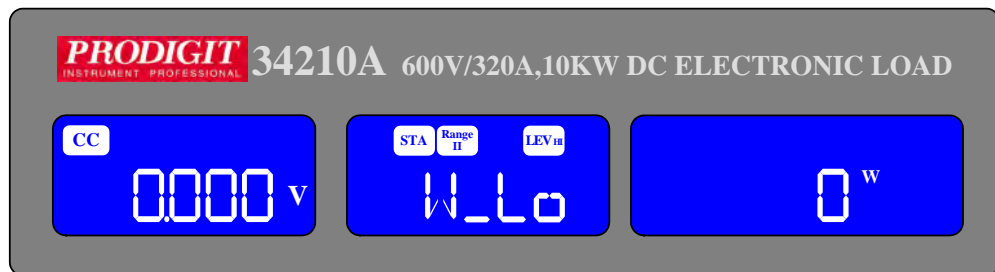 PRODIGIT 34210A 600V/320A,10KW DC ELECTRONIC LOAD
INSTRUMENT PROFESSIONAL
CC
0.000 V
STA Range II LEV HI
W_Lo
0 W